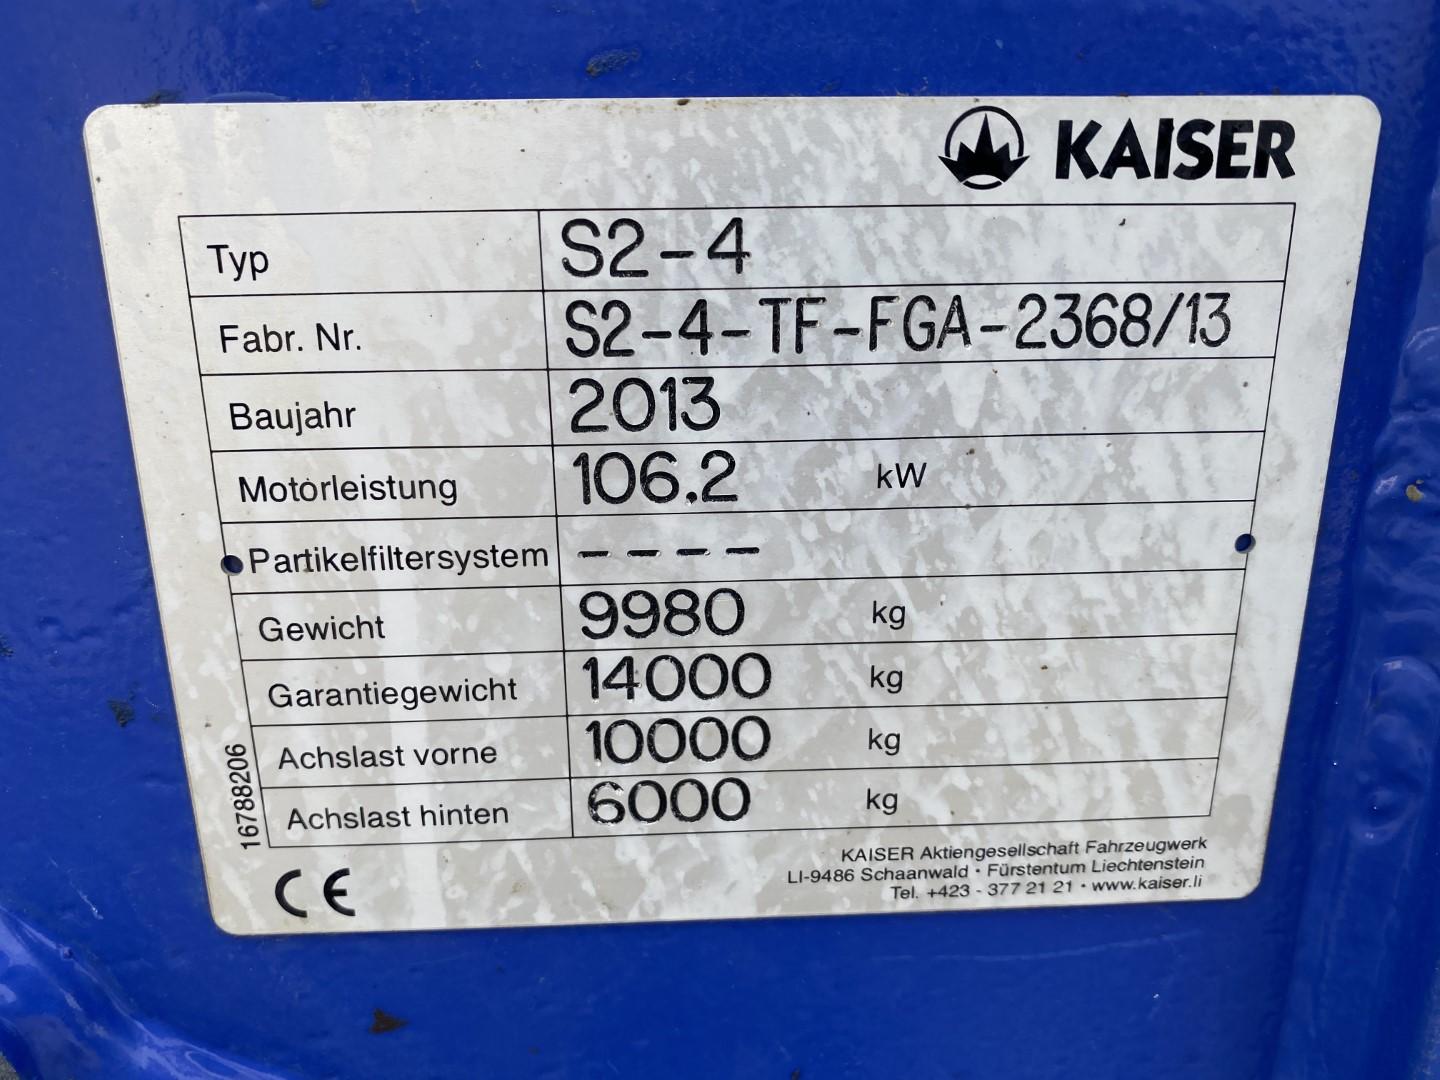 KAISER
Typ S2-4
Fabr. Nr. S2-4-TF-FGA-2368/13
Baujahr 2013
Motorleistung 106.2 kW
Partikelfiltersystem ----
Gewicht 9980 kg
Garantiegewicht 14000 kg
Achslast vorne 10000 kg
Achslast hinten 6000 kg
16788206
CE
KAISER Aktiengesellschaft Fahrzeugwerk
LI-9486 Schaanwald · Fürstentum Liechtenstein
Tel. +423 - 377 21 21 · www.kaiser.li